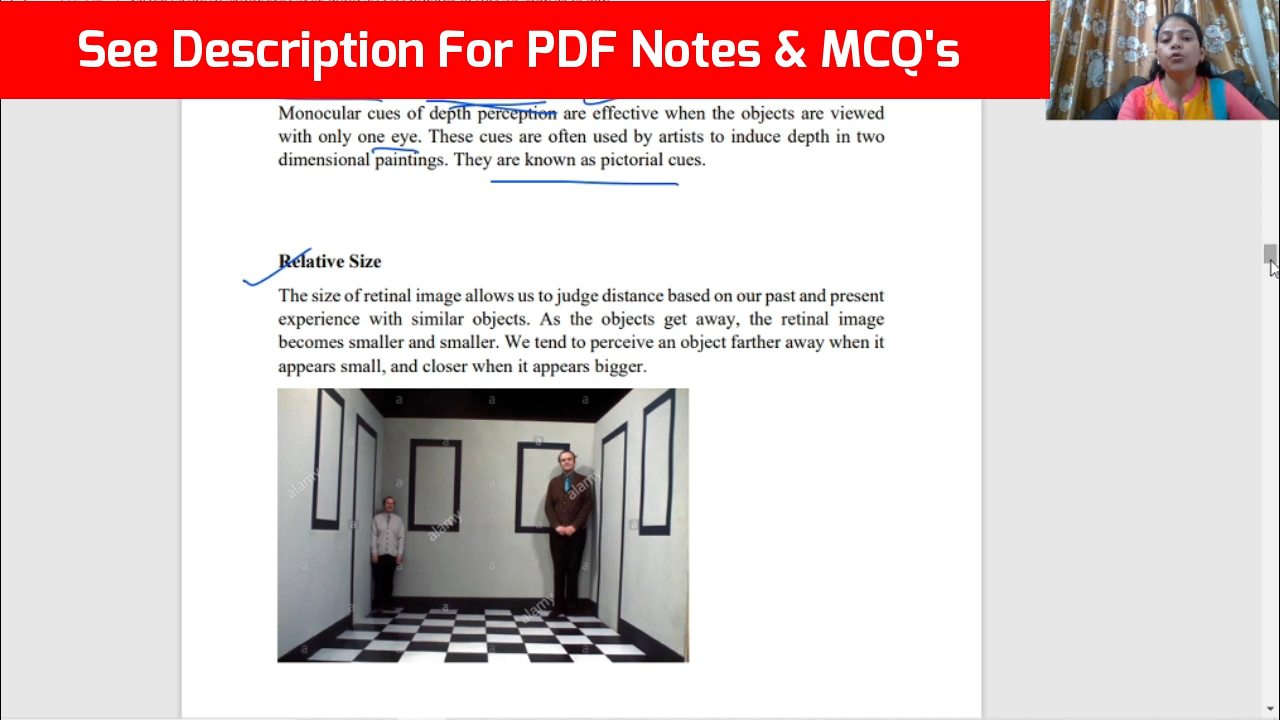 See Description For PDF Notes & MCQ's
Monocular cues of depth perception are effective when the objects are viewed
with only one eye. These cues are often used by artists to induce depth in two
dimensional paintings. They are known as pictorial cues.
Relative Size
The size of retinal image allows us to judge distance based on our past and present
experience with similar objects. As the objects get away, the retinal image
becomes smaller and smaller. We tend to perceive an object farther away when it
appears small, and closer when it appears bigger.
a a a
a a
alamy a alamy
a a
alamy
a a a
a a
alamy
a a a